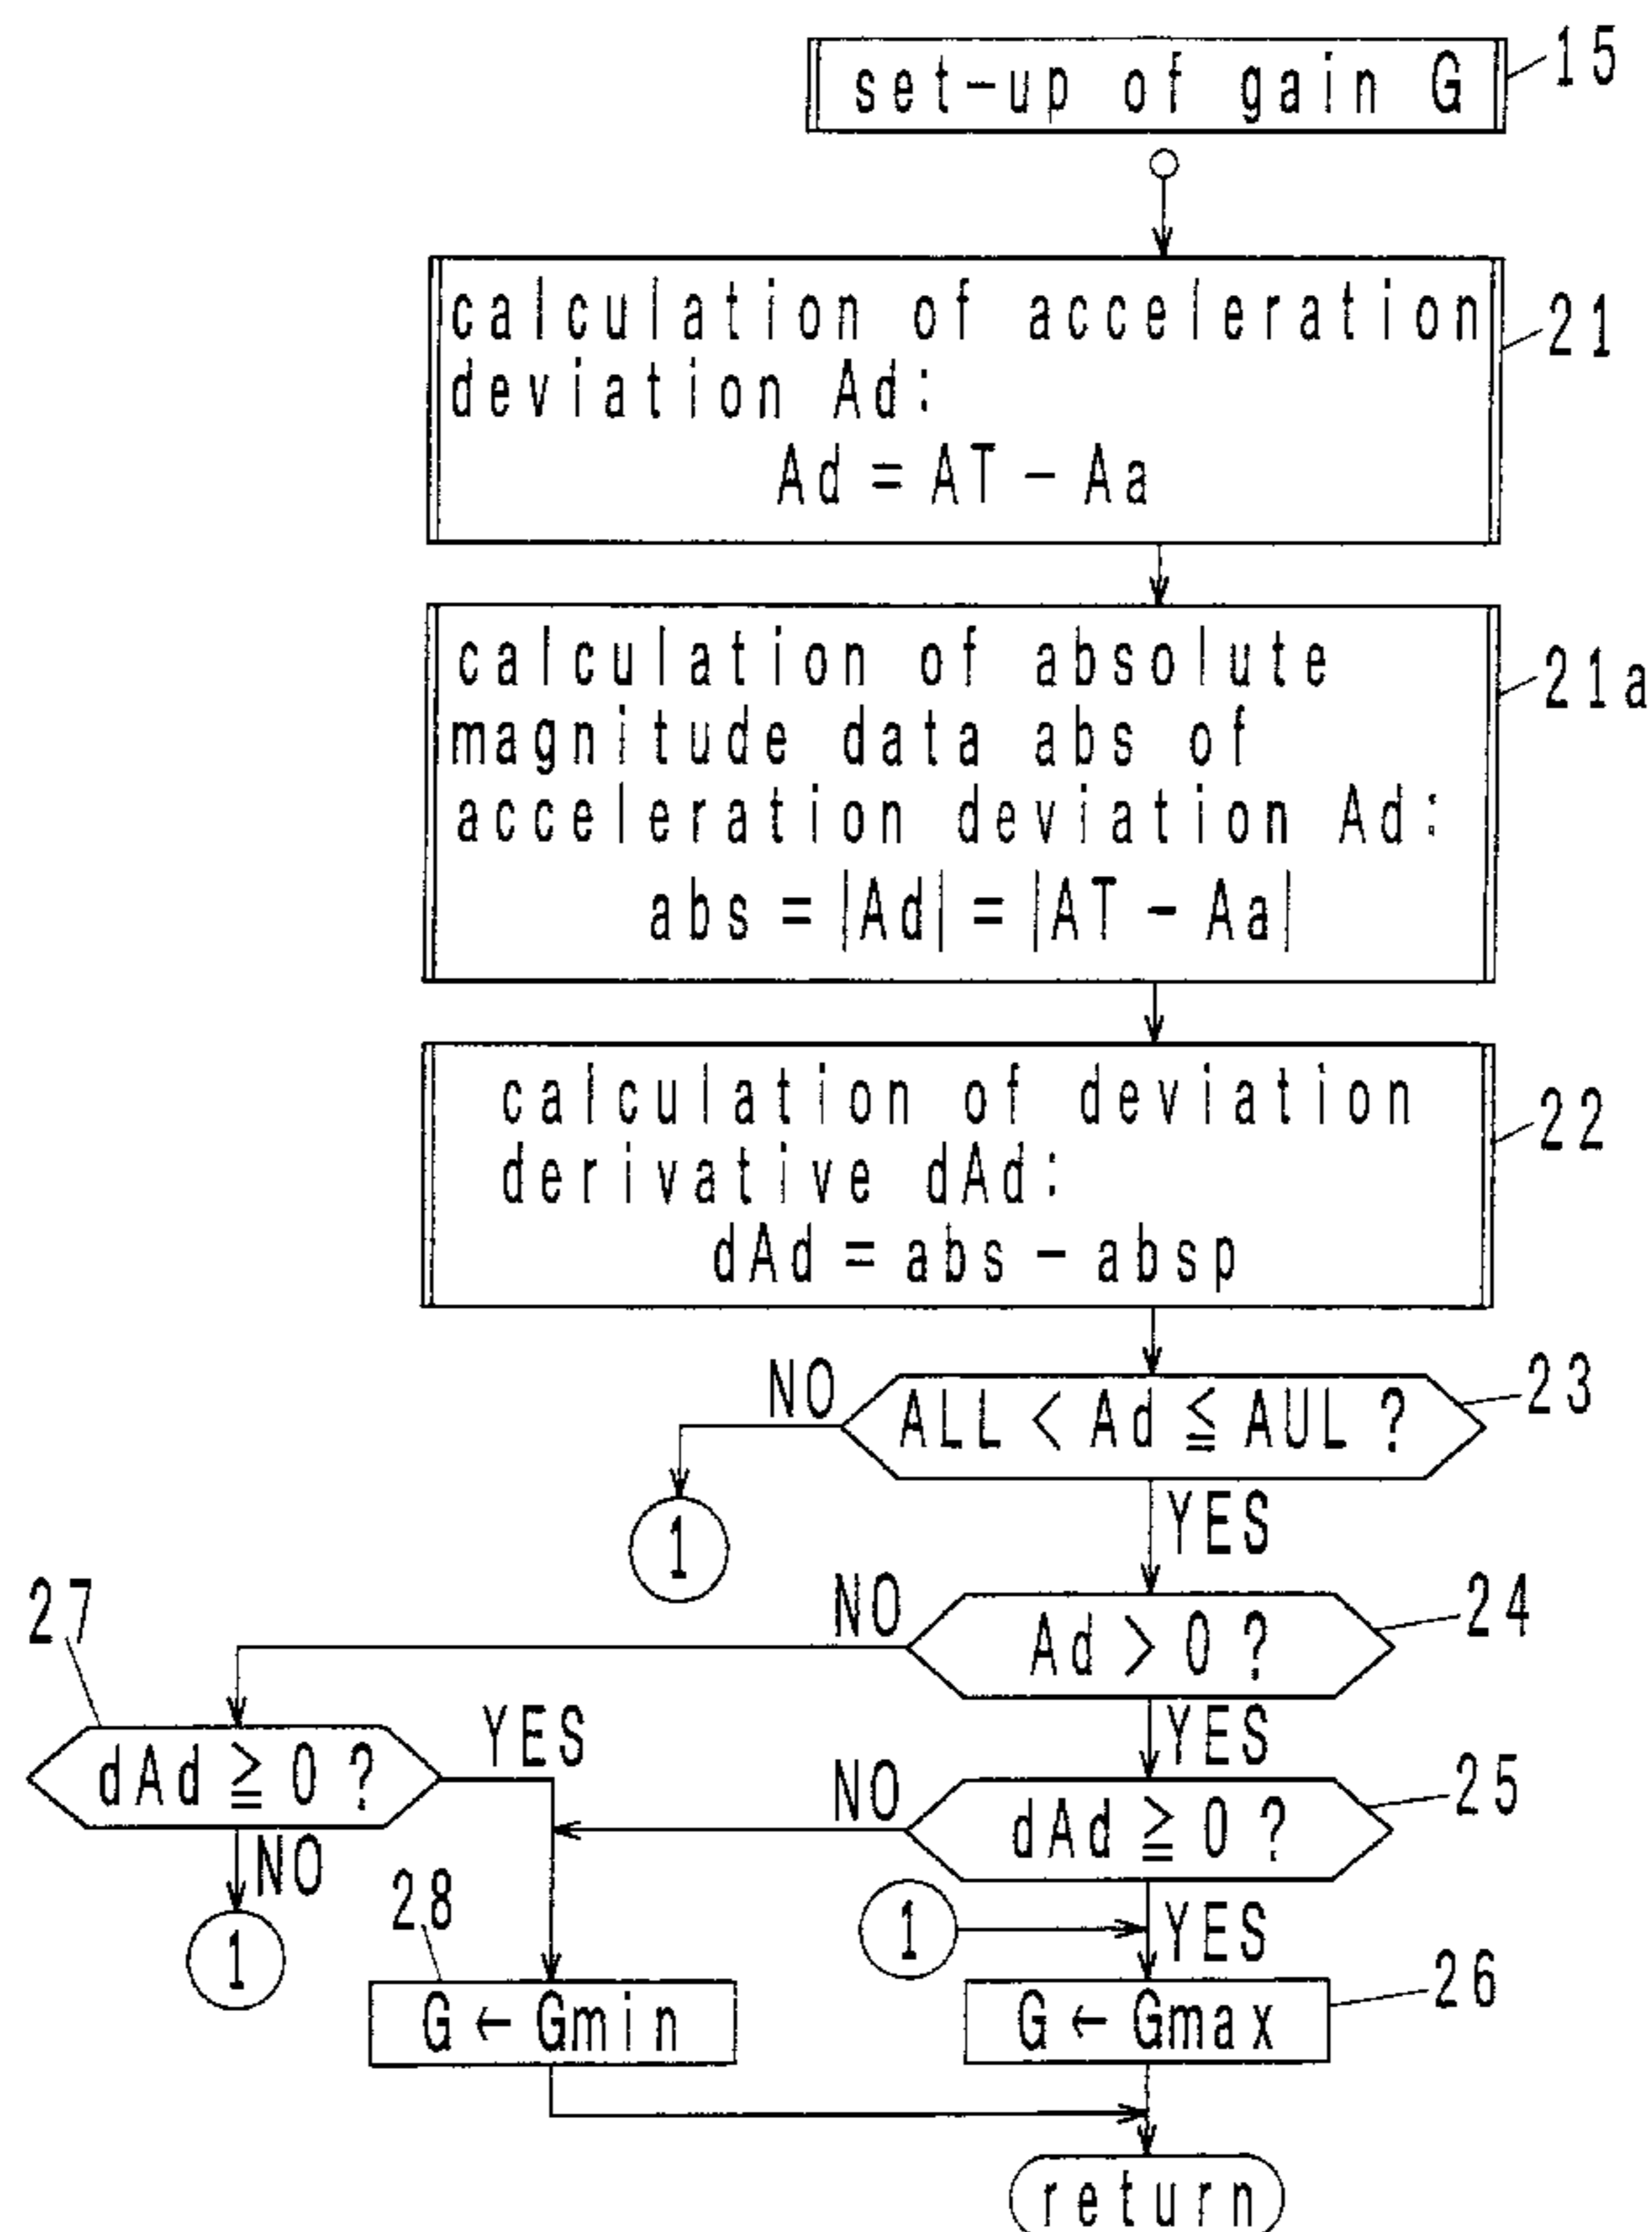 set-up of gain G
15
calculation of acceleration
deviation Ad:
Ad = AT - Aa
21
calculation of absolute
magnitude data abs of
acceleration deviation Ad:
abs = |Ad| = |AT - Aa|
21a
calculation of deviation
derivative dAd:
dAd = abs - absp
22
NO
ALL < Ad ≦ AUL ?
23
1
YES
27
NO
Ad > 0 ?
24
dAd ≧ 0 ?
YES
YES
NO
dAd ≧ 0 ?
25
NO
1
28
1
YES
G ← Gmin
G ← Gmax
26
return